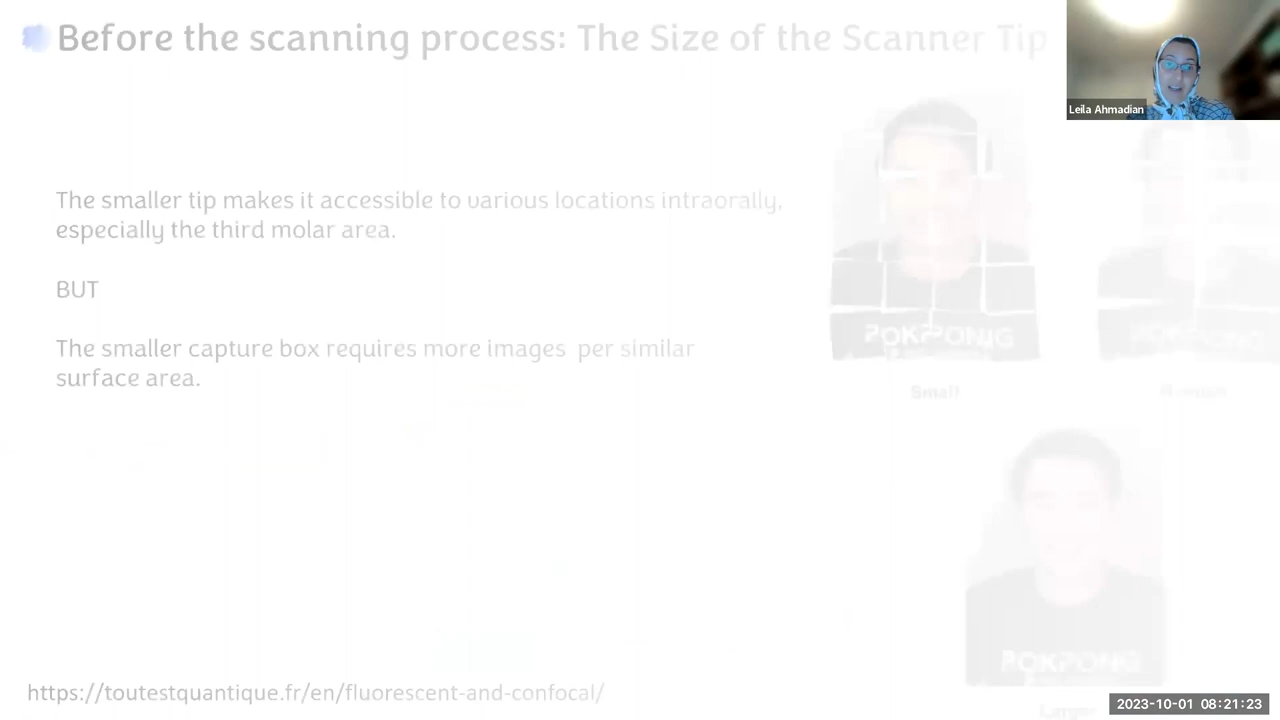 Before the scanning process: The Size of the Scanner Tip
Leila Ahmadian
The smaller tip makes it accessible to various locations intraorally,
especially the third molar area.
BUT
The smaller capture box requires more images per similar
surface area.
Small
Larger
https://toutestquantique.fr/en/fluorescent-and-confocal/
2023-10-01 08:21:23